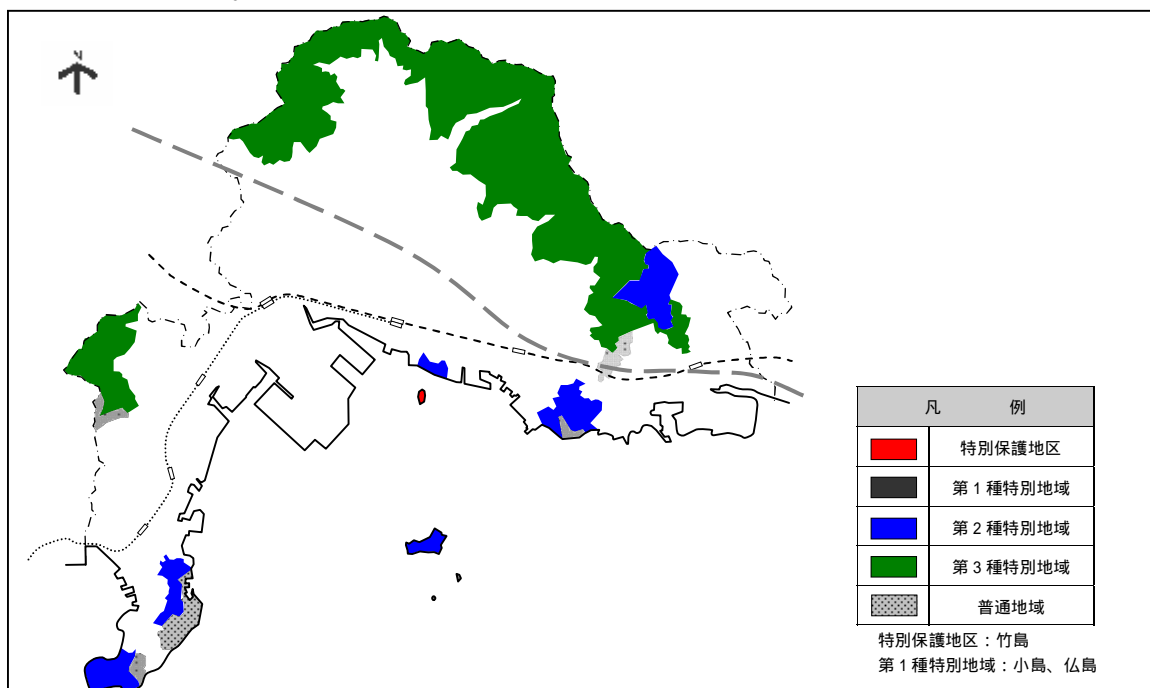 N
凡 例
特別保護地区
第1種特別地域
第2種特別地域
第3種特別地域
普通地域
特別保護地区:竹島
第1種特別地域:小島、仏島